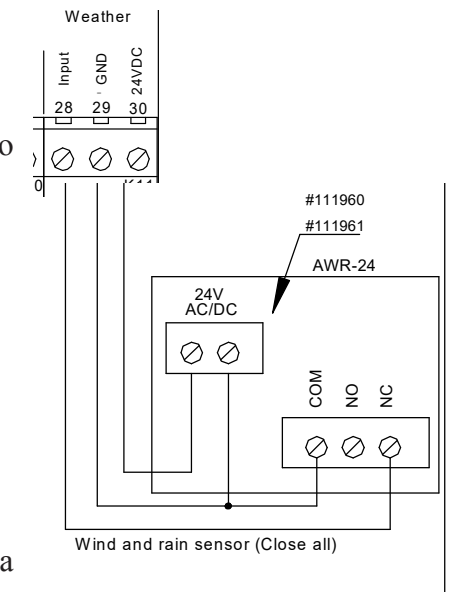 Weather
Input
GND
24VDC
28 29 30
o
0
#111960
#111961
AWR-24
24V
AC/DC
COM
NO
NC
Wind and rain sensor (Close all)
a